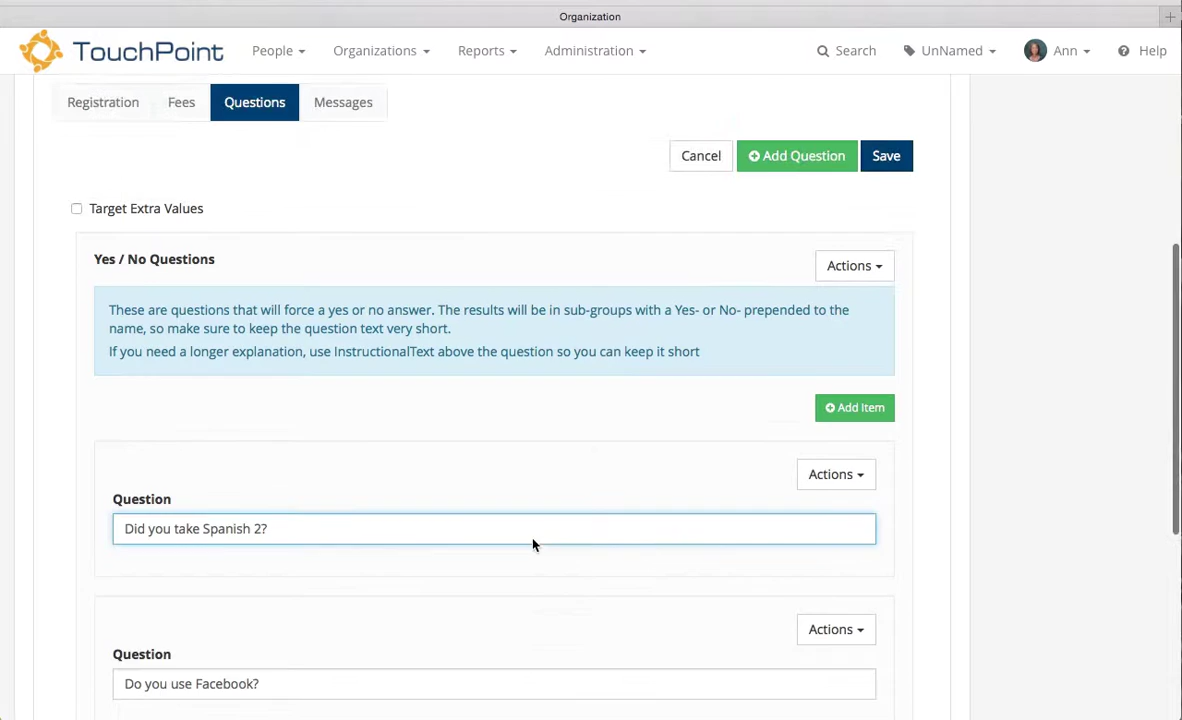 Organization
TouchPoint People Organizations Reports Administration Search UnNamed Ann Help
Registration Fees Questions Messages
Cancel Add Question Save
Target Extra Values
Yes / No Questions
Actions
These are questions that will force a yes or no answer. The results will be in sub-groups with a Yes- or No- prepended to the
name, so make sure to keep the question text very short.
If you need a longer explanation, use InstructionalText above the question so you can keep it short
Add Item
Actions
Question
Did you take Spanish 2?
Actions
Question
Do you use Facebook?